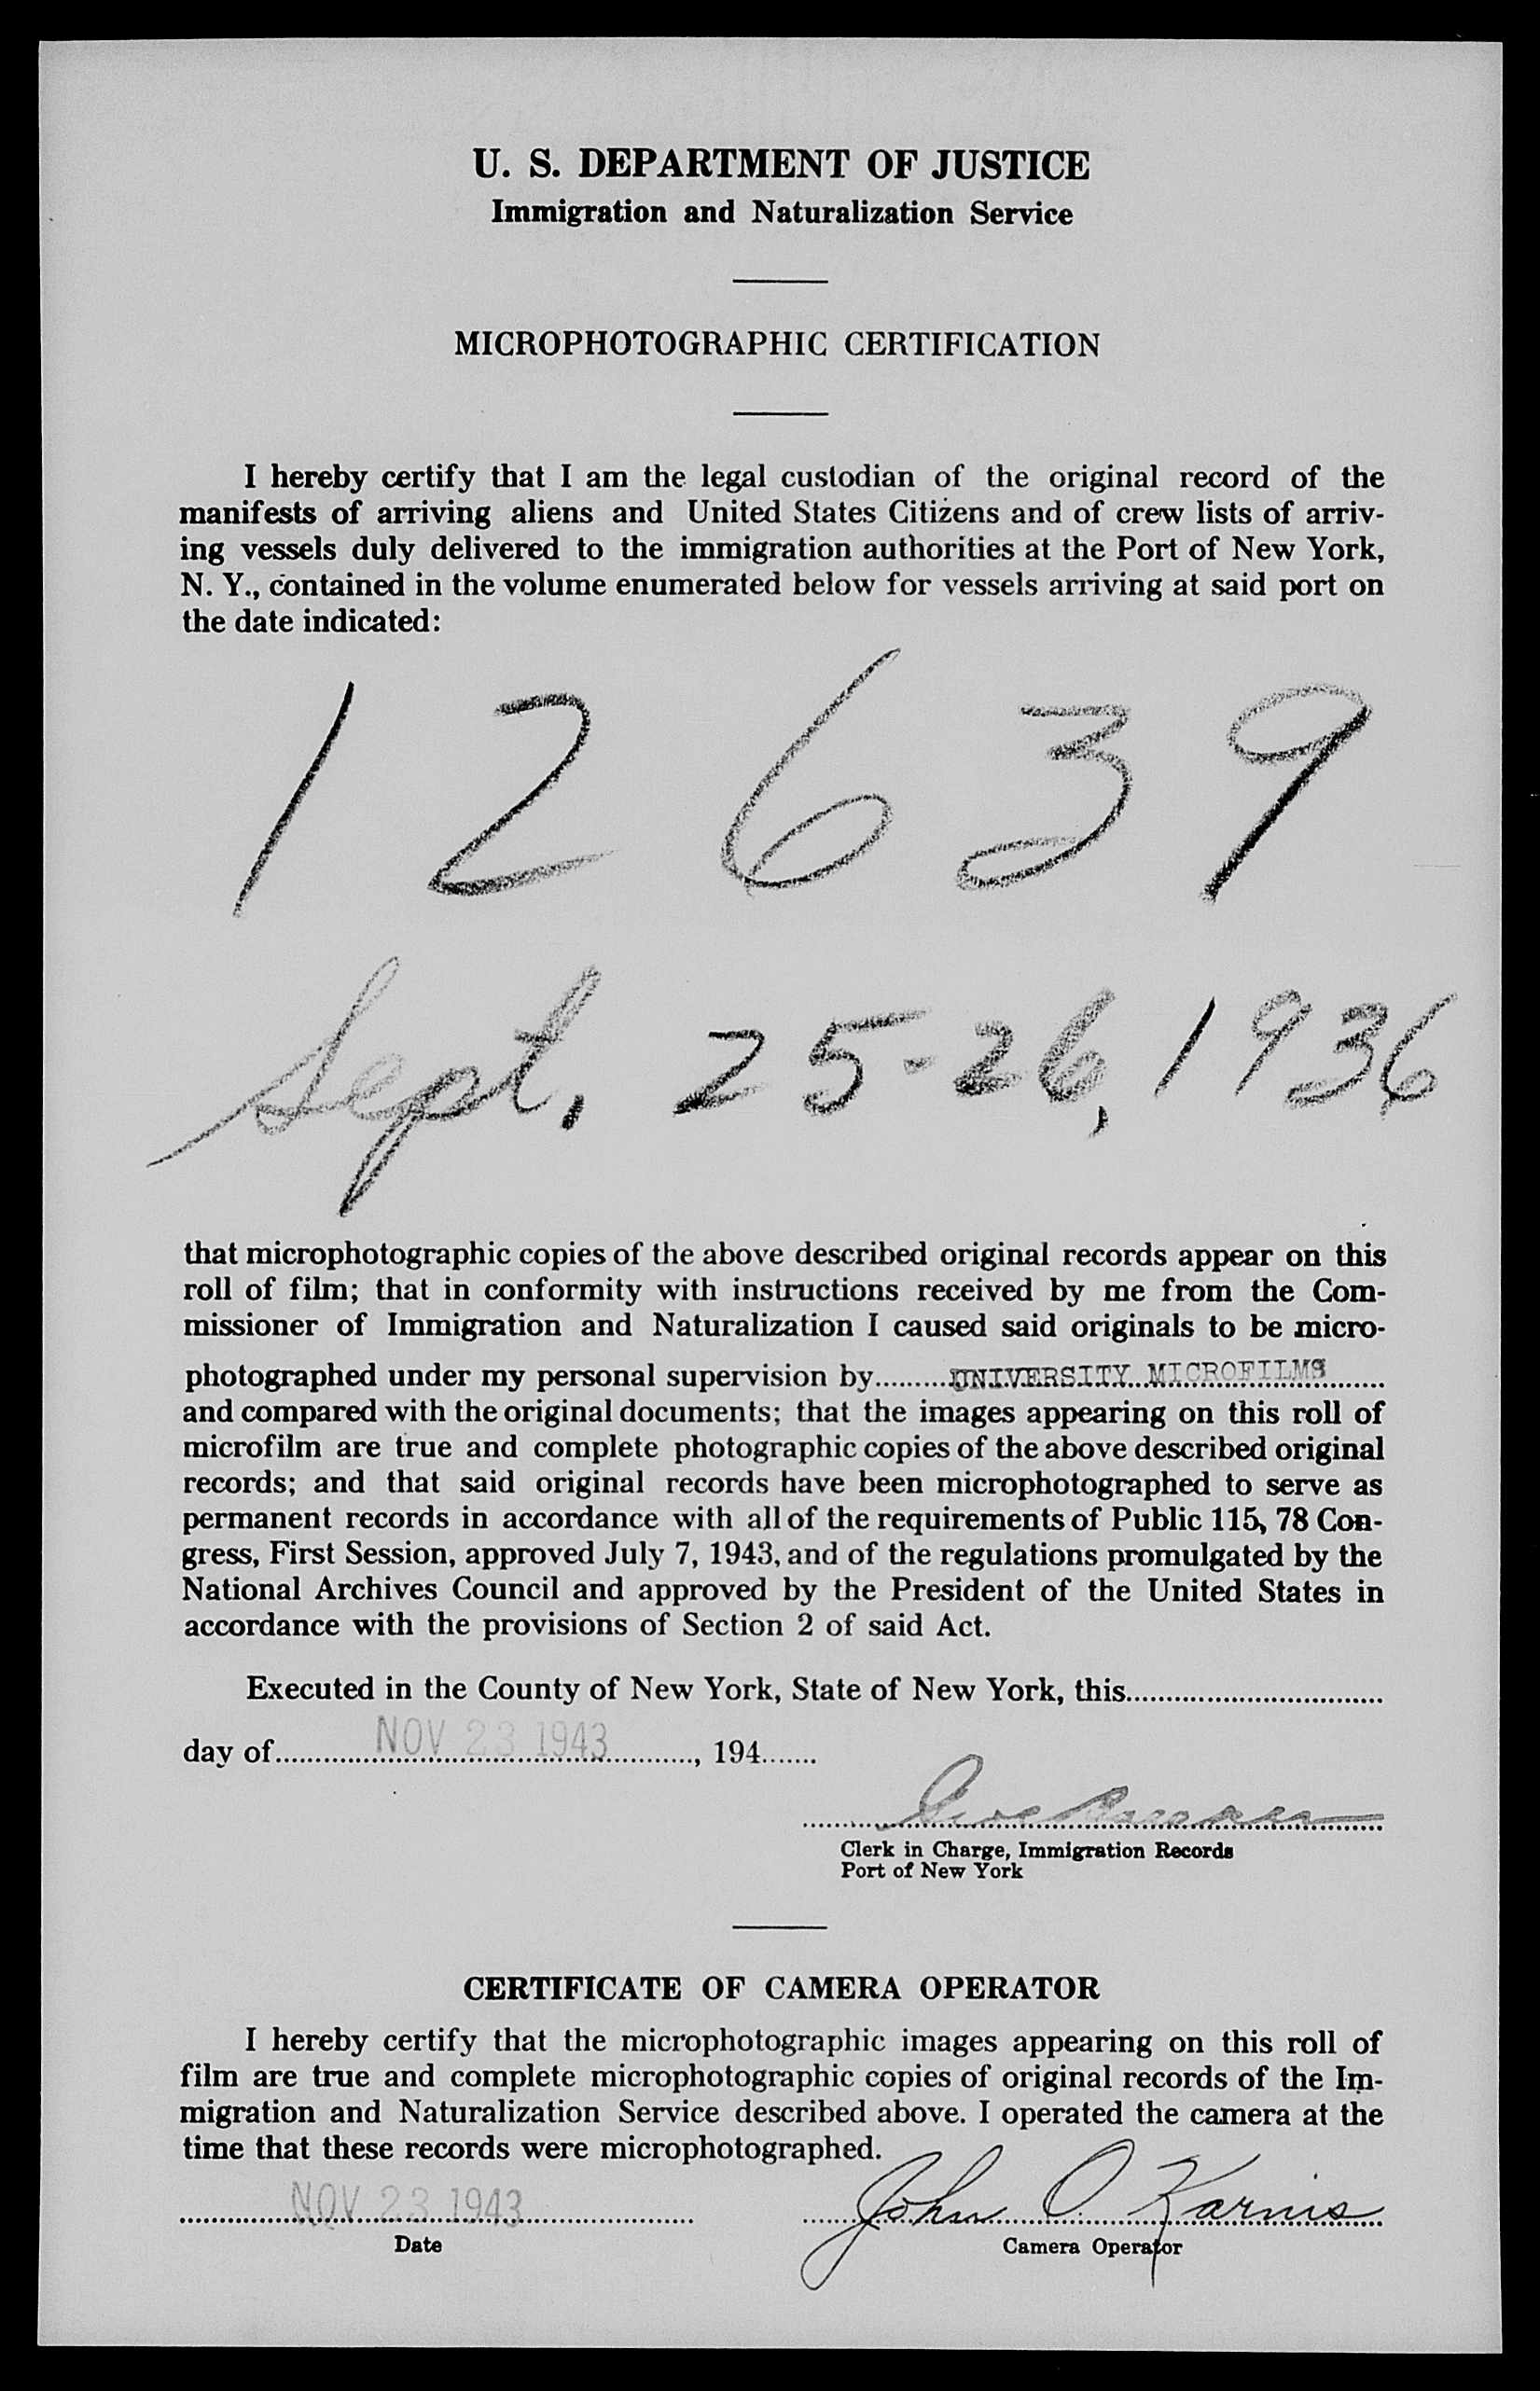 U. S. DEPARTMENT OF JUSTICE
Immigration and Naturalization Service
MICROPHOTOGRAPHIC CERTIFICATION
I hereby certify that I am the legal custodian of the original record of the
manifests of arriving aliens and United States Citizens and of crew lists of arriv-
ing vessels duly delivered to the immigration authorities at the Port of New York,
N. Y., contained in the volume enumerated below for vessels arriving at said port on
the date indicated:
12639
Sept. 25-26, 1936
that microphotographic copies of the above described original records appear on this
roll of film; that in conformity with instructions received by me from the Com-
missioner of Immigration and Naturalization I caused said originals to be micro-
photographed under my personal supervision by UNIVERSITY MICROFILMS
and compared with the original documents; that the images appearing on this roll of
microfilm are true and complete photographic copies of the above described original
records; and that said original records have been microphotographed to serve as
permanent records in accordance with all of the requirements of Public 115, 78 Con-
gress, First Session, approved July 7, 1943, and of the regulations promulgated by the
National Archives Council and approved by the President of the United States in
accordance with the provisions of Section 2 of said Act.
Executed in the County of New York, State of New York, this
day of NOV 23 1943, 194
Clerk in Charge, Immigration Records
Port of New York
CERTIFICATE OF CAMERA OPERATOR
I hereby certify that the microphotographic images appearing on this roll of
film are true and complete microphotographic copies of original records of the Im-
migration and Naturalization Service described above. I operated the camera at the
time that these records were microphotographed.
NOV 23 1943 John O. Karnis
Date Camera Operator